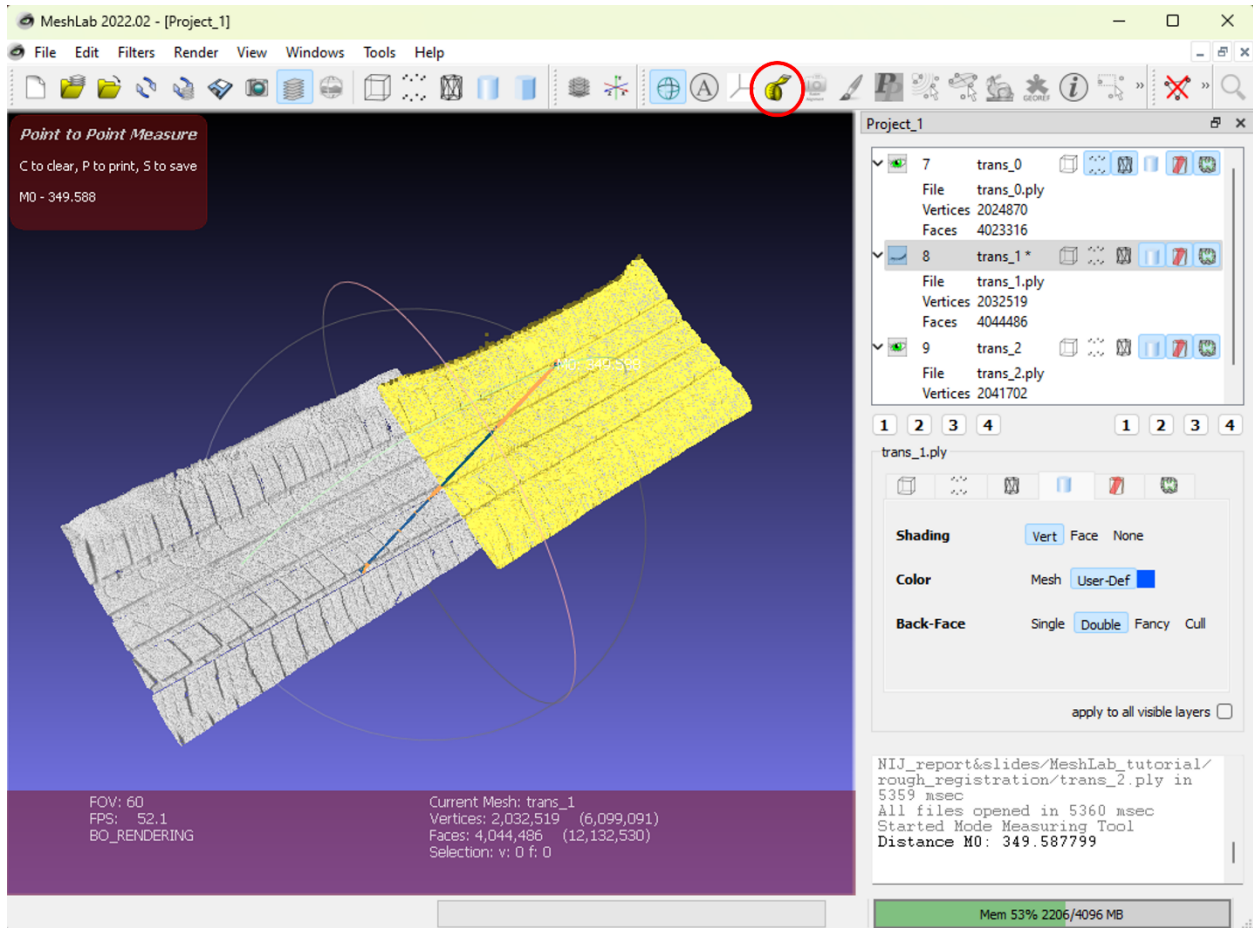 MeshLab 2022.02 - [Project_1]
File Edit Filters Render View Windows Tools Help
A
GEOREF
Point to Point Measure
C to clear, P to print, S to save
M0 - 349.588
Project_1
7 trans_0
File trans_0.ply
Vertices 2024870
Faces 4023316
8 trans_1 *
File trans_1.ply
Vertices 2032519
Faces 4044486
9 trans_2
File trans_2.ply
Vertices 2041702
M0: 349.588
1 2 3 4 1 2 3 4
trans_1.ply
Shading Vert Face None
Color Mesh User-Def
Back-Face Single Double Fancy Cull
apply to all visible layers
NIJ_report&slides/MeshLab_tutorial/
rough_registration/trans_2.ply in
5359 msec
All files opened in 5360 msec
Started Mode Measuring Tool
Distance M0: 349.587799
FOV: 60
FPS: 52.1
BO_RENDERING
Current Mesh: trans_1
Vertices: 2,032,519 (6,099,091)
Faces: 4,044,486 (12,132,530)
Selection: v: 0 f: 0
Mem 53% 2206/4096 MB